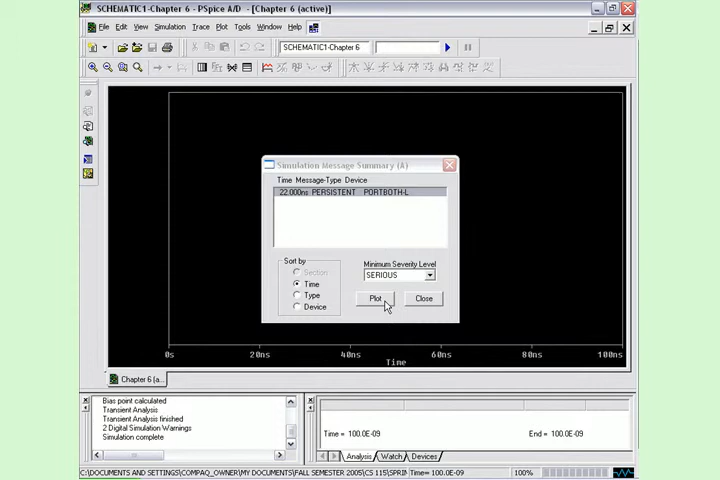 SCHEMATIC1-Chapter 6 - PSpice A/D - [Chapter 6 (active)]
File Edit View Simulation Trace Plot Tools Window Help
SCHEMATIC1-Chapter 6
Simulation Message Summary (A)
Time Message-Type Device
22.000ns PERSISTENT PORTBOTH-L
Sort by
Section
Time
Type
Device
Minimum Severity Level
SERIOUS
Plot
Close
0s 20ns 40ns 60ns 80ns 100ns
Time
Chapter 6 (a...
Bias point calculated
Transient Analysis
Transient Analysis finished
2 Digital Simulation Warnings
Simulation complete
Time = 100.0E-09
End = 100.0E-09
Analysis Watch Devices
C:\DOCUMENTS AND SETTINGS\COMPAQ_OWNER\MY DOCUMENTS\FALL SEMESTER 2005\CS 115\SPRI
Time= 100.0E-09
100%